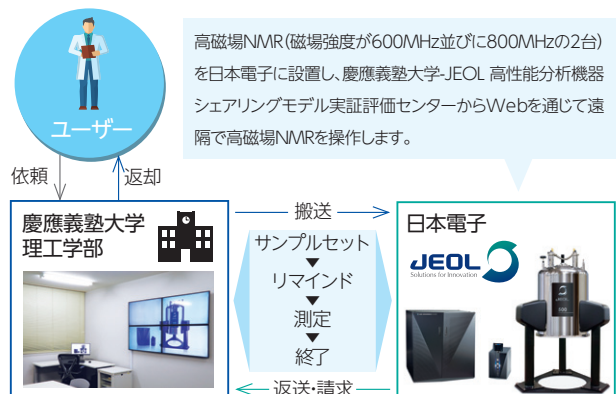 高磁場NMR(磁場強度が600MHz並びに800MHzの2台)
を日本電子に設置し、慶應義塾大学-JEOL 高性能分析機器
シェアリングモデル実証評価センターからWebを通じて遠
隔で高磁場NMRを操作します。
ユーザー
依頼
返却
慶應義塾大学
理工学部
搬送
サンプルセット
▼
リマインド
▼
測定
▼
終了
返送・請求
日本電子
JEOL
Solutions for Innovation
JEOL